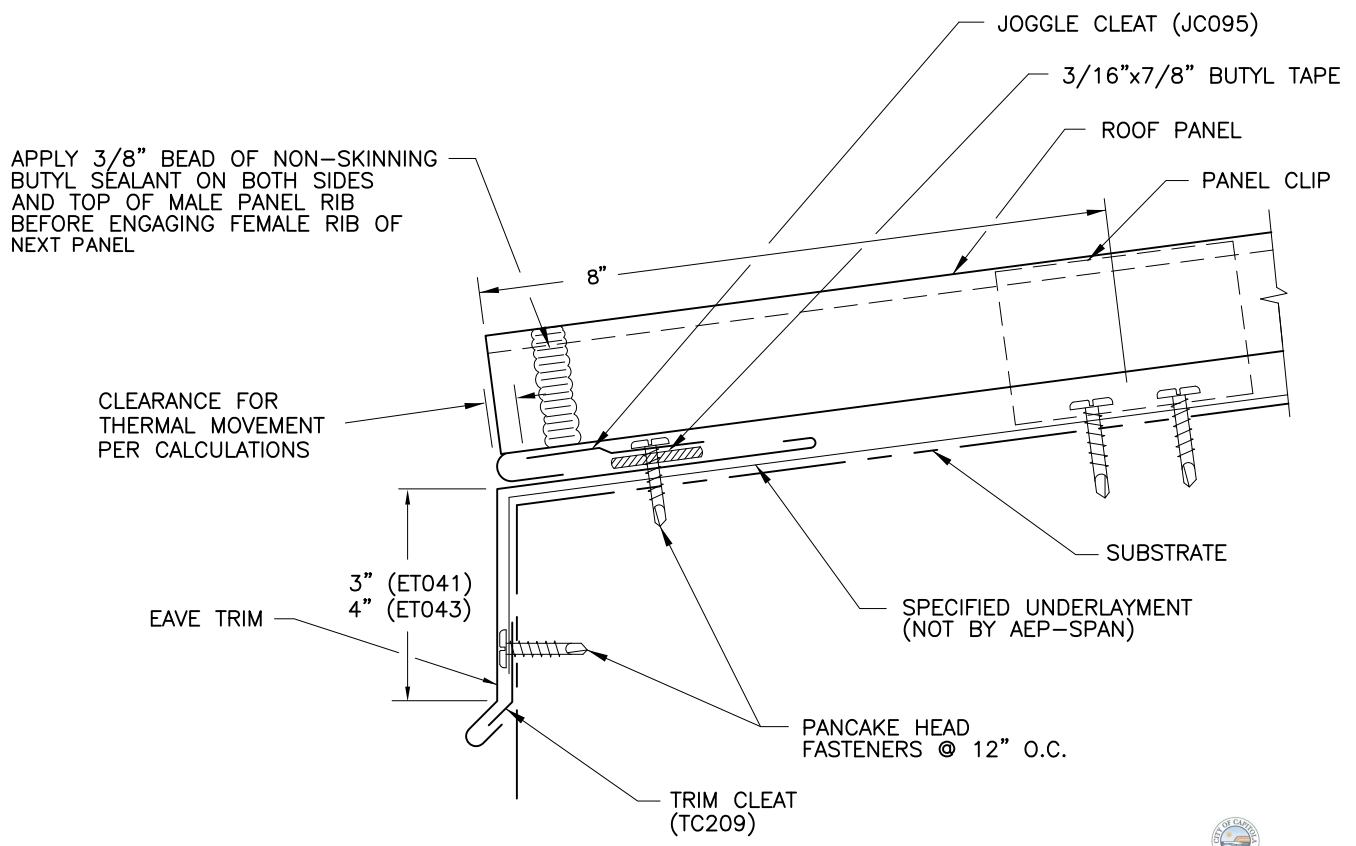 JOGGLE CLEAT (JC095)
3/16"x7/8" BUTYL TAPE
ROOF PANEL
PANEL CLIP
APPLY 3/8" BEAD OF NON-SKINNING
BUTYL SEALANT ON BOTH SIDES
AND TOP OF MALE PANEL RIB
BEFORE ENGAGING FEMALE RIB OF
NEXT PANEL
8"
CLEARANCE FOR
THERMAL MOVEMENT
PER CALCULATIONS
3" (ET041)
4" (ET043)
EAVE TRIM
SUBSTRATE
SPECIFIED UNDERLAYMENT
(NOT BY AEP-SPAN)
PANCAKE HEAD
FASTENERS @ 12" O.C.
TRIM CLEAT
(TC209)
CITY OF CAPITOLA